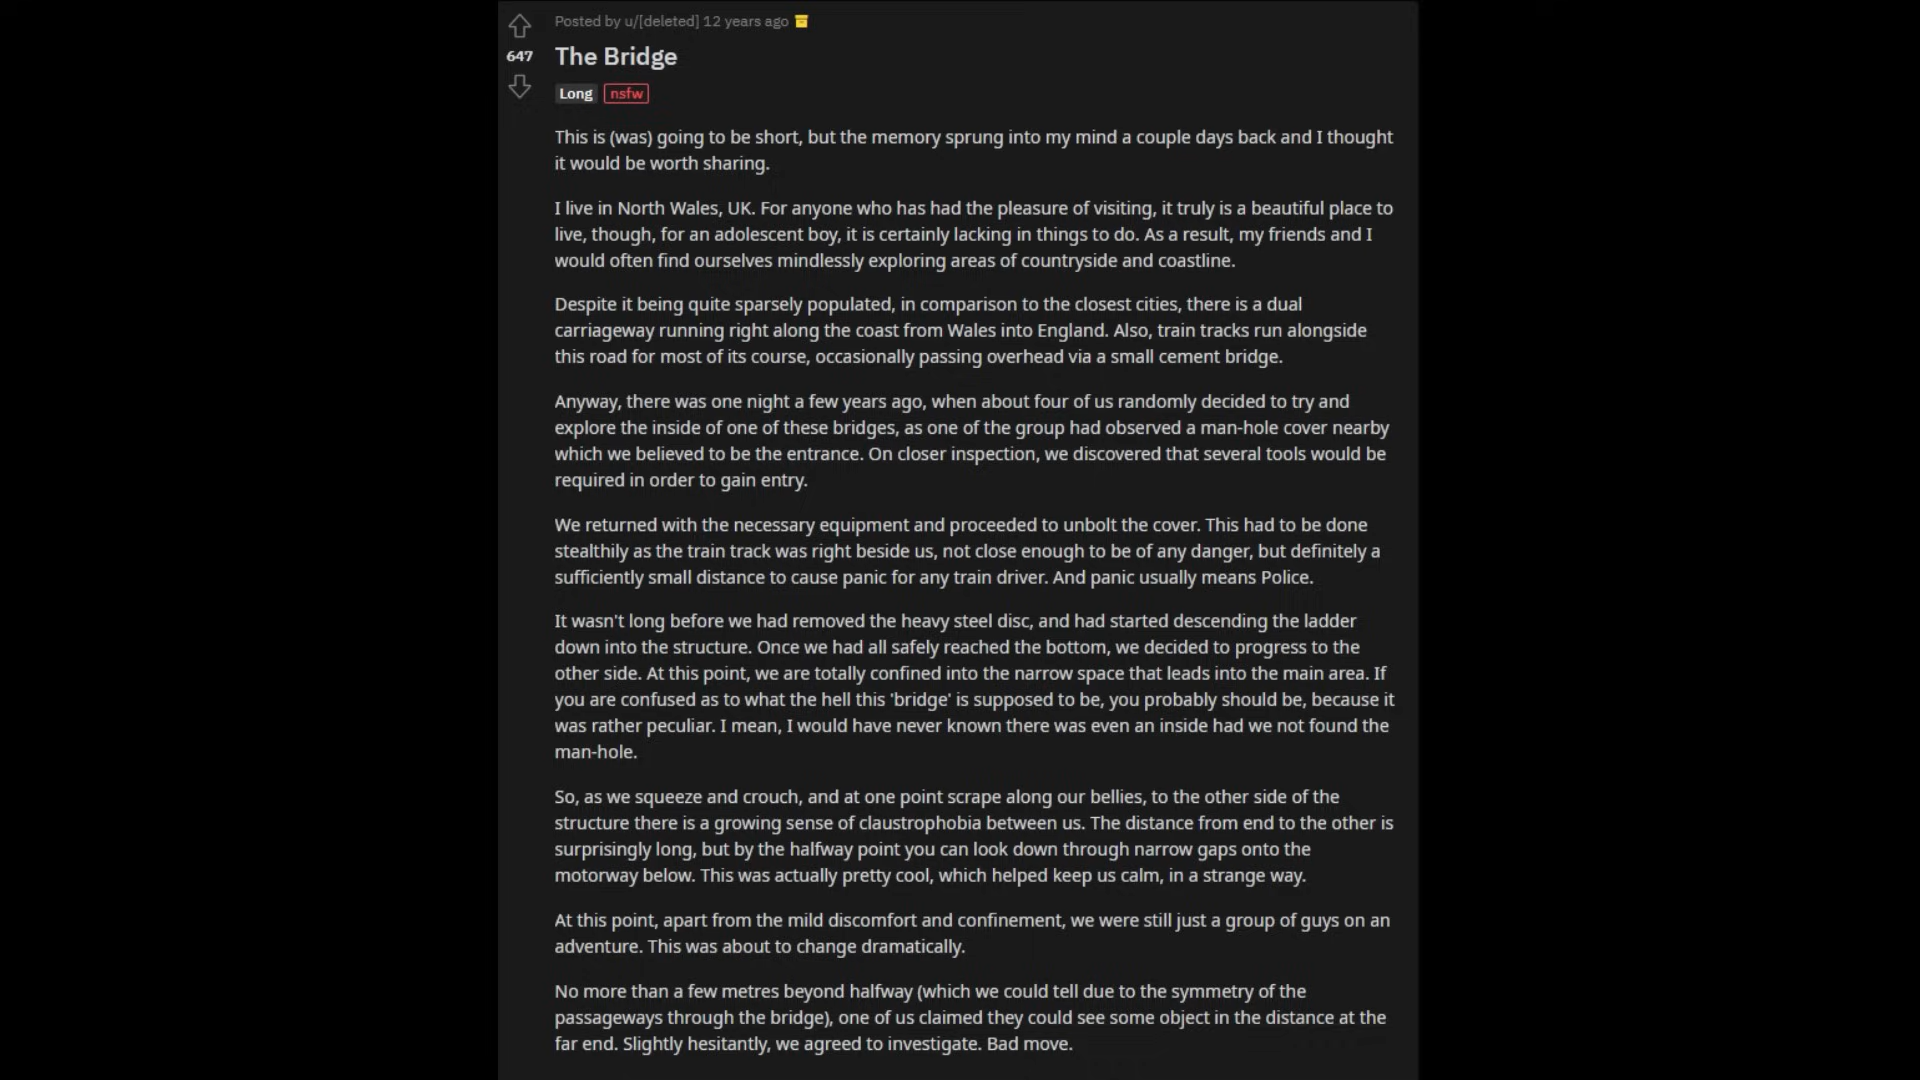 Posted by u/[deleted] 12 years ago
647
The Bridge
Long nsfw
This is (was) going to be short, but the memory sprung into my mind a couple days back and I thought
it would be worth sharing.
I live in North Wales, UK. For anyone who has had the pleasure of visiting, it truly is a beautiful place to
live, though, for an adolescent boy, it is certainly lacking in things to do. As a result, my friends and I
would often find ourselves mindlessly exploring areas of countryside and coastline.
Despite it being quite sparsely populated, in comparison to the closest cities, there is a dual
carriageway running right along the coast from Wales into England. Also, train tracks run alongside
this road for most of its course, occasionally passing overhead via a small cement bridge.
Anyway, there was one night a few years ago, when about four of us randomly decided to try and
explore the inside of one of these bridges, as one of the group had observed a man-hole cover nearby
which we believed to be the entrance. On closer inspection, we discovered that several tools would be
required in order to gain entry.
We returned with the necessary equipment and proceeded to unbolt the cover. This had to be done
stealthily as the train track was right beside us, not close enough to be of any danger, but definitely a
sufficiently small distance to cause panic for any train driver. And panic usually means Police.
It wasn't long before we had removed the heavy steel disc, and had started descending the ladder
down into the structure. Once we had all safely reached the bottom, we decided to progress to the
other side. At this point, we are totally confined into the narrow space that leads into the main area. If
you are confused as to what the hell this 'bridge' is supposed to be, you probably should be, because it
was rather peculiar. I mean, I would have never known there was even an inside had we not found the
man-hole.
So, as we squeeze and crouch, and at one point scrape along our bellies, to the other side of the
structure there is a growing sense of claustrophobia between us. The distance from end to the other is
surprisingly long, but by the halfway point you can look down through narrow gaps onto the
motorway below. This was actually pretty cool, which helped keep us calm, in a strange way.
At this point, apart from the mild discomfort and confinement, we were still just a group of guys on an
adventure. This was about to change dramatically.
No more than a few metres beyond halfway (which we could tell due to the symmetry of the
passageways through the bridge), one of us claimed they could see some object in the distance at the
far end. Slightly hesitantly, we agreed to investigate. Bad move.